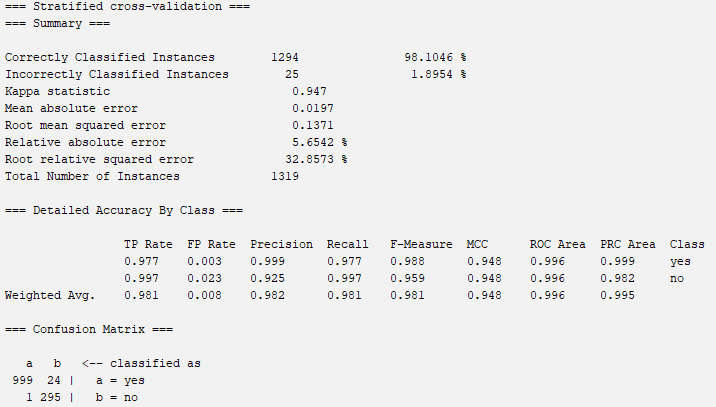 === Stratified cross-validation ===
=== Summary ===
Correctly Classified Instances 1294 98.1046 %
Incorrectly Classified Instances 25 1.8954 %
Kappa statistic 0.947
Mean absolute error 0.0197
Root mean squared error 0.1371
Relative absolute error 5.6542 %
Root relative squared error 32.8573 %
Total Number of Instances 1319
=== Detailed Accuracy By Class ===
TP Rate FP Rate Precision Recall F-Measure MCC ROC Area PRC Area Class
0.977 0.003 0.999 0.977 0.988 0.948 0.996 0.999 yes
0.997 0.023 0.925 0.997 0.959 0.948 0.996 0.982 no
Weighted Avg. 0.981 0.008 0.982 0.981 0.981 0.948 0.996 0.995
=== Confusion Matrix ===
a b <-- classified as
999 24 | a = yes
1 295 | b = no